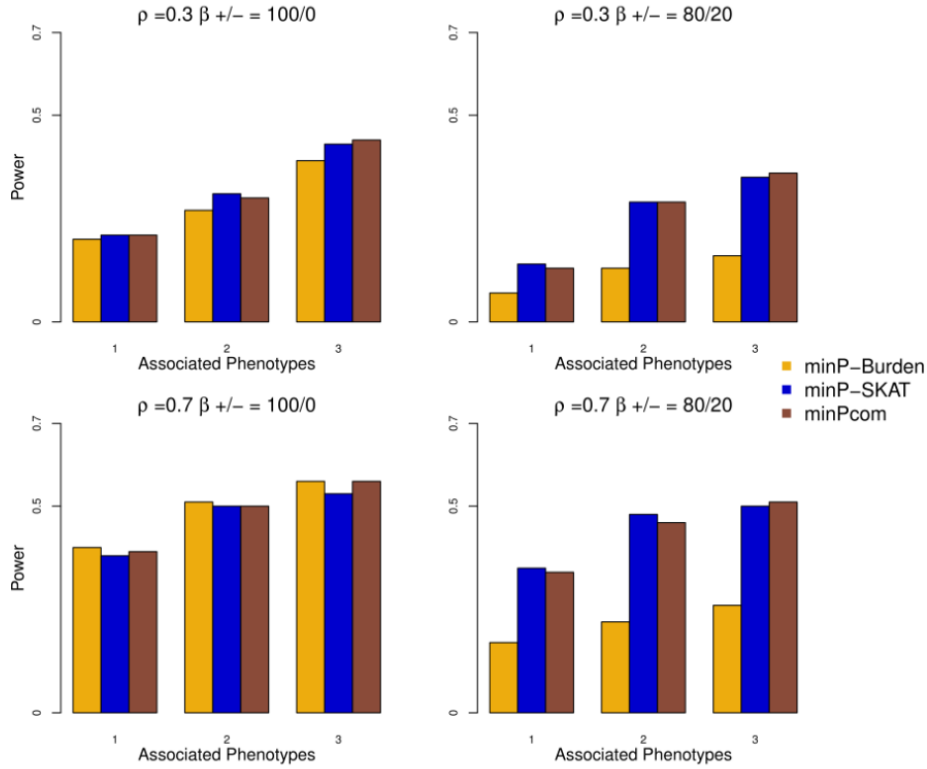 ρ =0.3 β +/− = 100/0
0.7
0.5
0
Power
1
2
3
Associated Phenotypes
ρ =0.3 β +/− = 80/20
0.7
0.5
0
1
2
3
Associated Phenotypes
minP−Burden
minP−SKAT
minPcom
ρ =0.7 β +/− = 100/0
0.7
0.5
0
Power
1
2
3
Associated Phenotypes
ρ =0.7 β +/− = 80/20
0.7
0.5
0
1
2
3
Associated Phenotypes